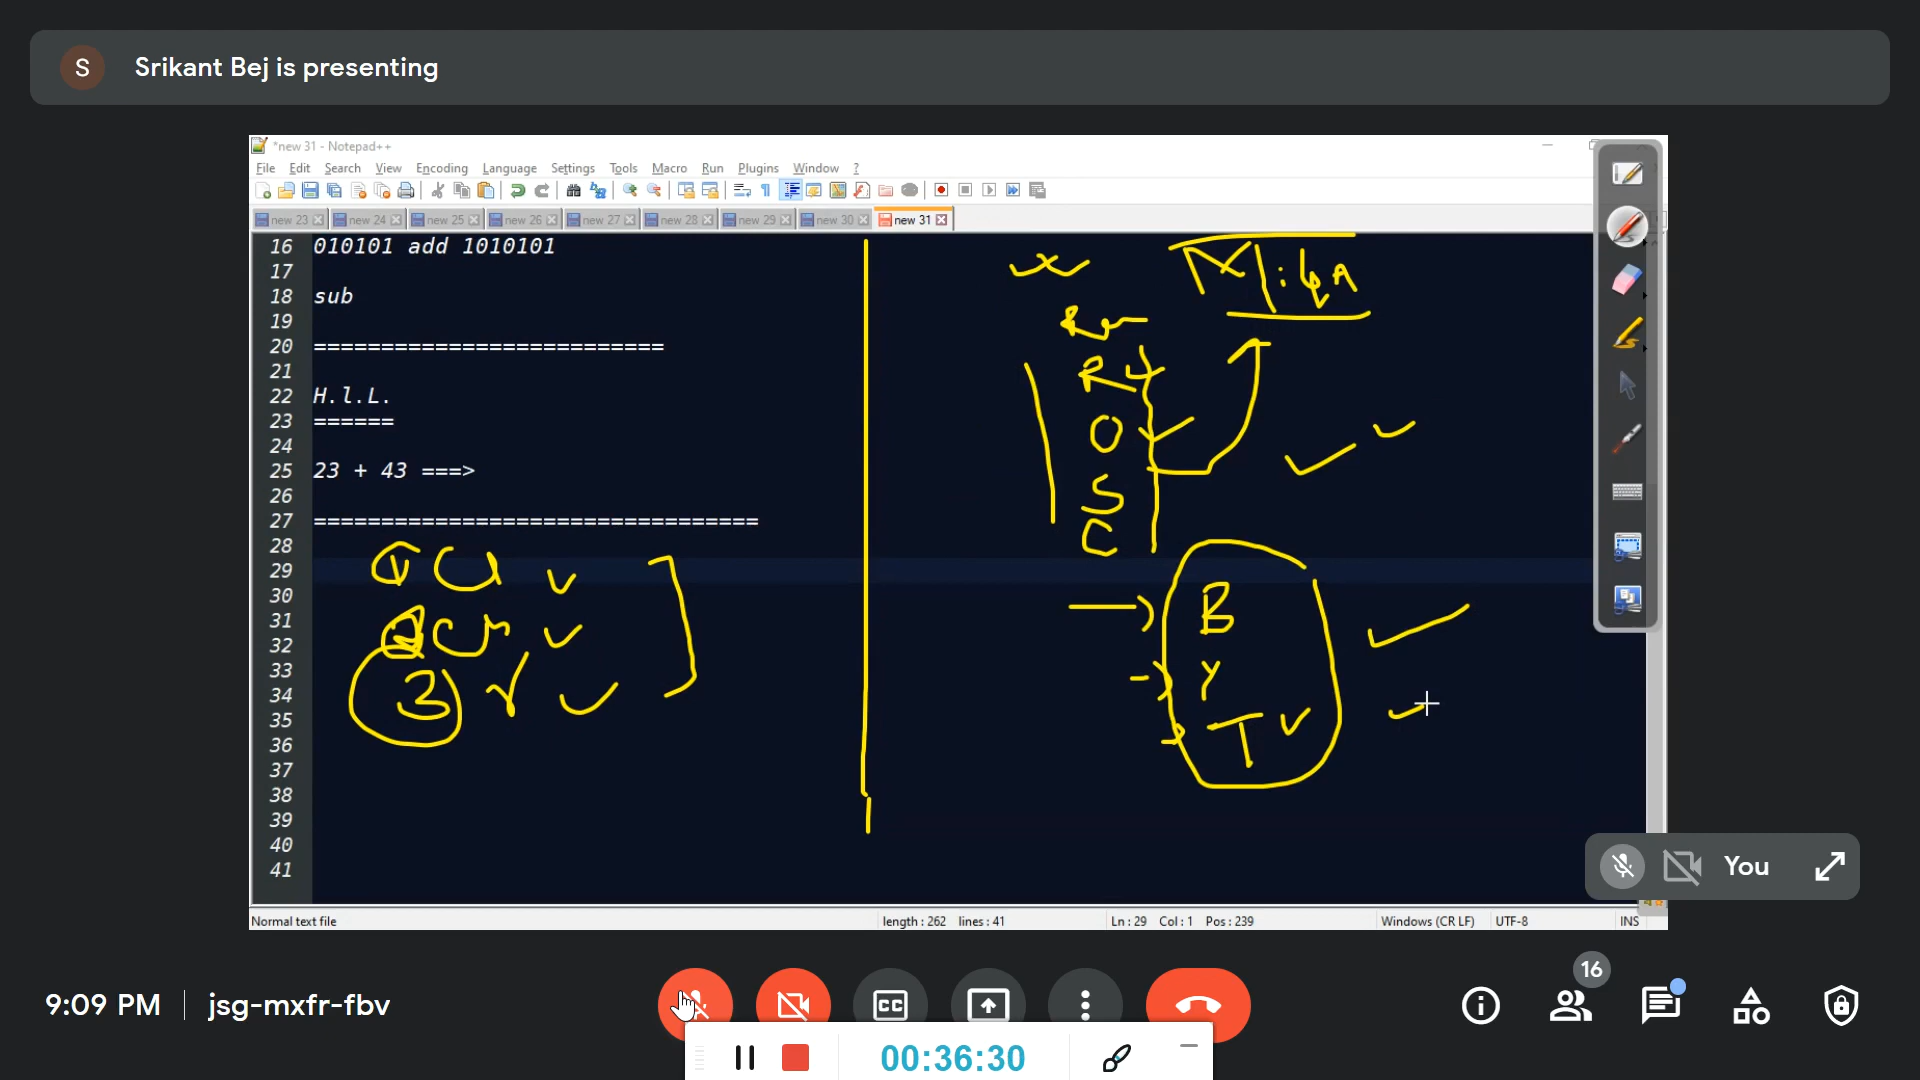 S Srikant Bej is presenting
*new 31 - Notepad++
File Edit Search View Encoding Language Settings Tools Macro Run Plugins Window ?
new 23 new 24 new 25 new 26 new 27 new 28 new 29 new 30 new 31
16 010101 add 1010101
17
18 sub
19
20 ==========================
21
22 H.l.L.
23 ======
24
25 23 + 43 ===>
26
27 =================================
28
29
30
31
32
33
34
35
36
37
38
39
40
41
O
S
C
B
Y
T
3
Normal text file length : 262 lines : 41 Ln : 29 Col : 1 Pos : 239 Windows (CR LF) UTF-8 INS
You
9:09 PM jsg-mxfr-fbv CC 16
00:36:30